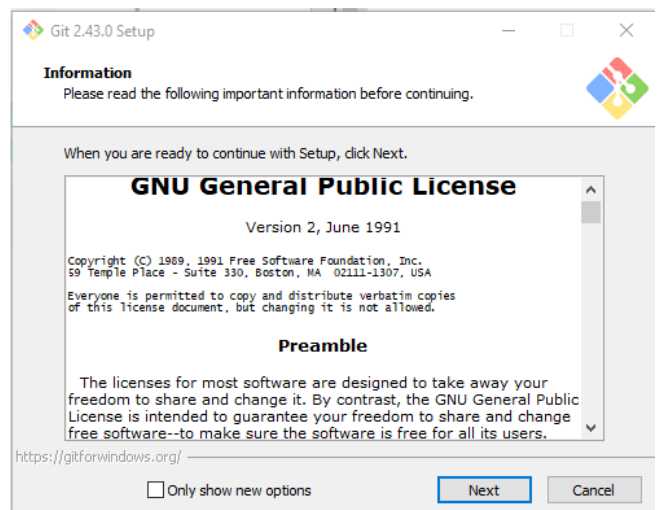 Git 2.43.0 Setup
Information
Please read the following important information before continuing.
When you are ready to continue with Setup, click Next.
GNU General Public License
Version 2, June 1991
Copyright (C) 1989, 1991 Free Software Foundation, Inc.
59 Temple Place - Suite 330, Boston, MA  02111-1307, USA
Everyone is permitted to copy and distribute verbatim copies
of this license document, but changing it is not allowed.
Preamble
The licenses for most software are designed to take away your
freedom to share and change it. By contrast, the GNU General Public
License is intended to guarantee your freedom to share and change
free software--to make sure the software is free for all its users.
https://gitforwindows.org/
Only show new options
Next
Cancel